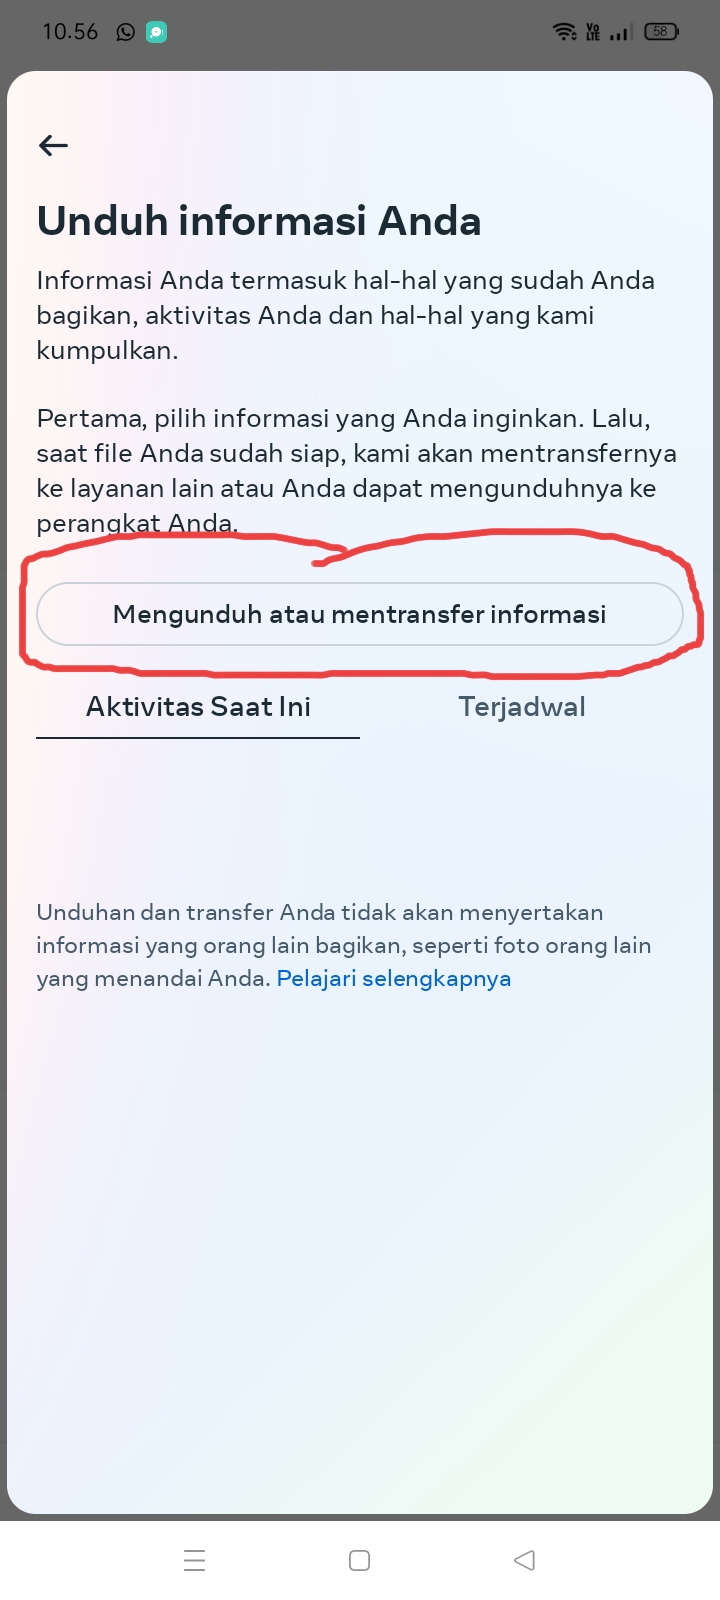 10.56
Vo
LTE
58
Unduh informasi Anda
Informasi Anda termasuk hal-hal yang sudah Anda
bagikan, aktivitas Anda dan hal-hal yang kami
kumpulkan.
Pertama, pilih informasi yang Anda inginkan. Lalu,
saat file Anda sudah siap, kami akan mentransfernya
ke layanan lain atau Anda dapat mengunduhnya ke
perangkat Anda.
Mengunduh atau mentransfer informasi
Aktivitas Saat Ini
Terjadwal
Unduhan dan transfer Anda tidak akan menyertakan
informasi yang orang lain bagikan, seperti foto orang lain
yang menandai Anda. Pelajari selengkapnya